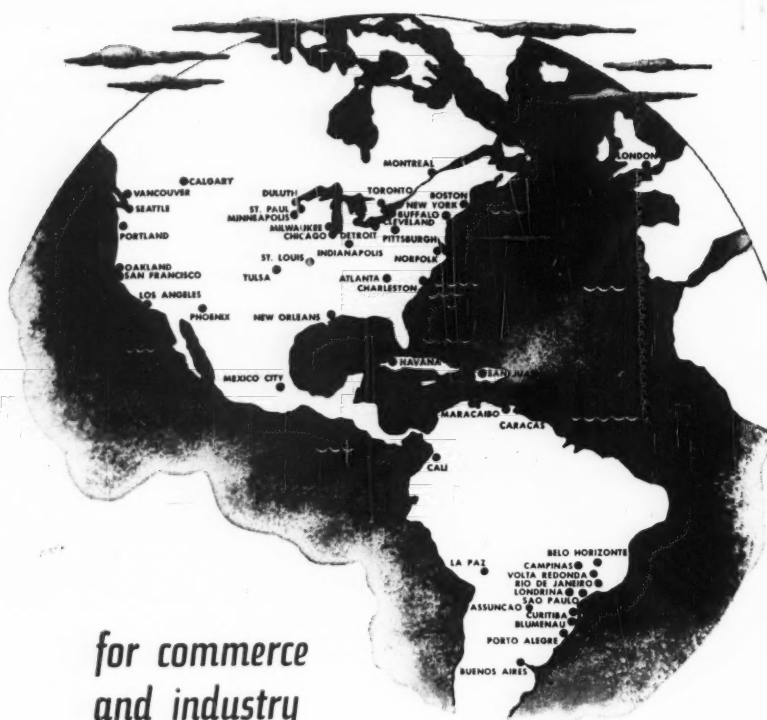 MONTREAL
LONDON
CALGARY
VANCOUVER
SEATTLE
DULUTH
ST. PAUL
MINNEAPOLIS
TORONTO
BOSTON
NEW YORK
BUFFALO
CLEVELAND
PORTLAND
MILWAUKEE
CHICAGO
DETROIT
PITTSBURGH
INDIANAPOLIS
NORFOLK
OAKLAND
SAN FRANCISCO
ST. LOUIS
TULSA
ATLANTA
CHARLESTON
LOS ANGELES
PHOENIX
NEW ORLEANS
HAVANA
SAN JUAN
MEXICO CITY
MARACAIBO
CARACAS
CALI
BELO HORIZONTE
LA PAZ
CAMPINAS
VOLTA REDONDA
RIO DE JANEIRO
LONDRINA
SAO PAULO
ASSUNCAO
CURITIBA
BLUMENAU
PORTO ALEGRE
BUENOS AIRES
for commerce
and industry